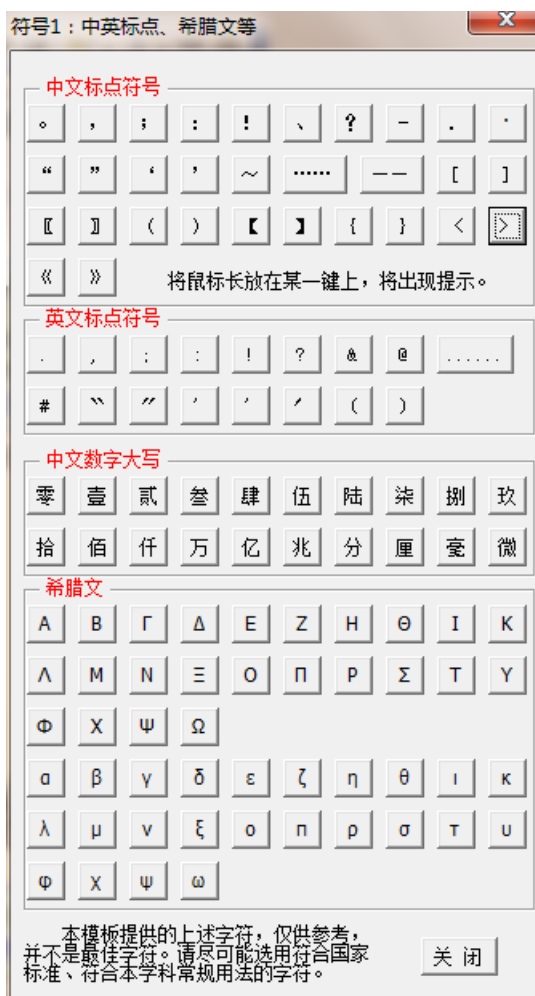 符号1：中英标点、希腊文等
X
中文标点符号
。 ， ； ： ！ 、 ？ － ． ·
“ ” ‘ ’ ～ …… —— ［ ］
〖 〗 （ ） 【 】 ｛ ｝ 〈 〉
《 》 将鼠标长放在某一键上，将出现提示。
英文标点符号
. , ; : ! ? & @ ......
# ( )
中文数字大写
零 壹 贰 叁 肆 伍 陆 柒 捌 玖
拾 佰 仟 万 亿 兆 分 厘 毫 微
希腊文
Α Β Γ Δ Ε Ζ Η Θ Ι Κ
Λ Μ Ν Ξ Ο Π Ρ Σ Τ Υ
Φ Χ Ψ Ω
α β γ δ ε ζ η θ ι κ
λ μ ν ξ ο π ρ σ τ υ
φ χ ψ ω
本模板提供的上述字符，仅供参考，
并不是最佳字符。请尽可能选用符合国家
标准、符合本学科常规用法的字符。
关 闭